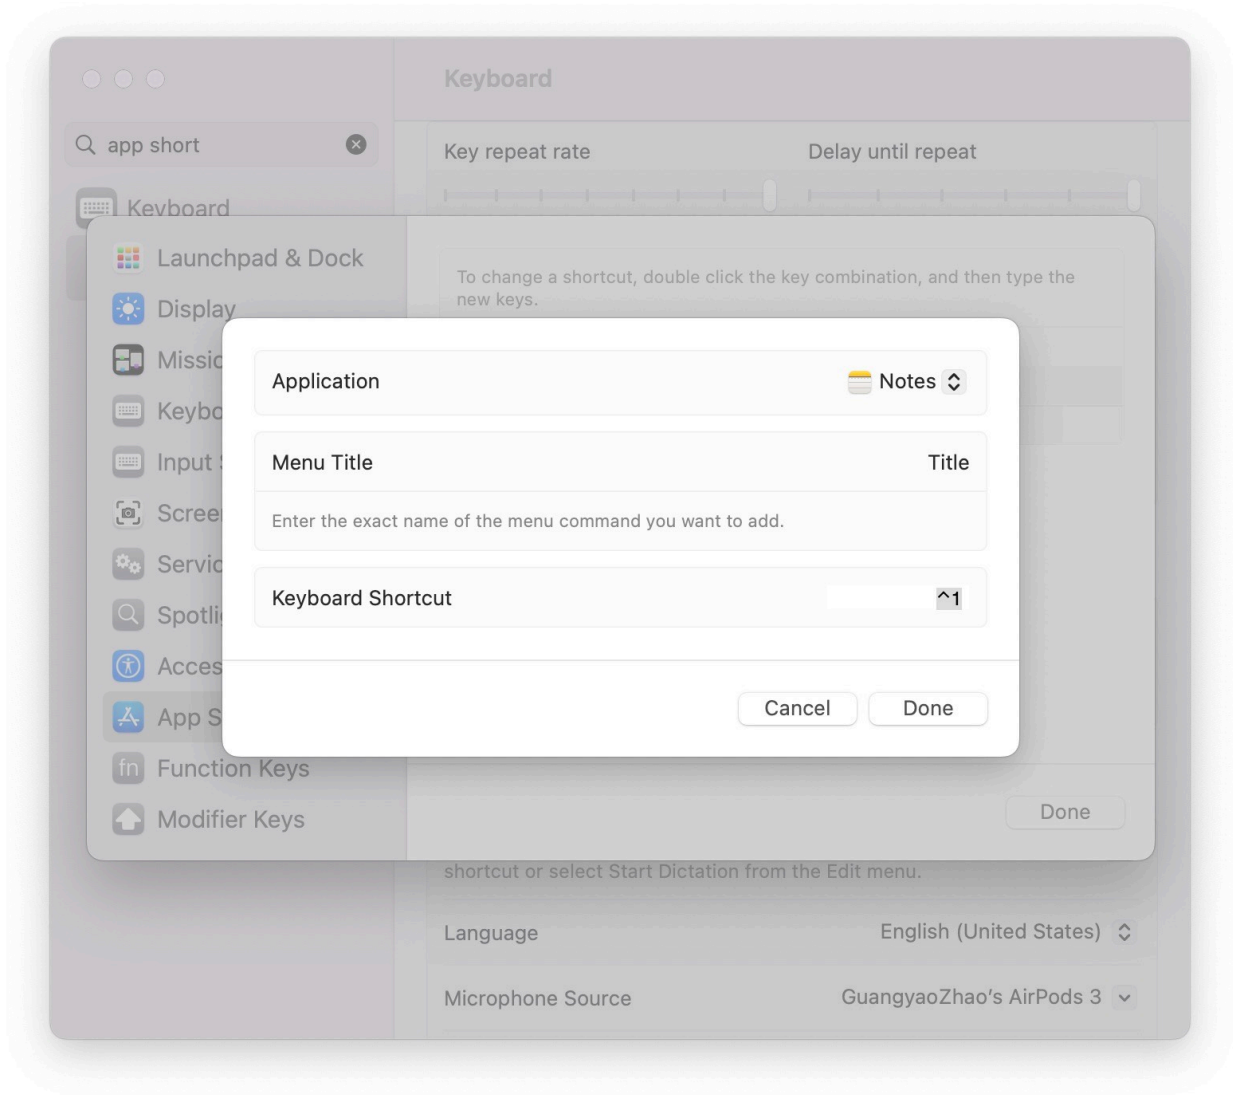 Keyboard
app short
Key repeat rate
Delay until repeat
Keyboard
Launchpad & Dock
To change a shortcut, double click the key combination, and then type the
new keys.
Display
Application
Notes
Menu Title
Title
Enter the exact name of the menu command you want to add.
Keyboard Shortcut
^1
Input
App S
Cancel
Done
fn
Function Keys
Modifier Keys
Done
shortcut or select Start Dictation from the Edit menu.
Language
English (United States)
Microphone Source
GuangyaoZhao's AirPods 3